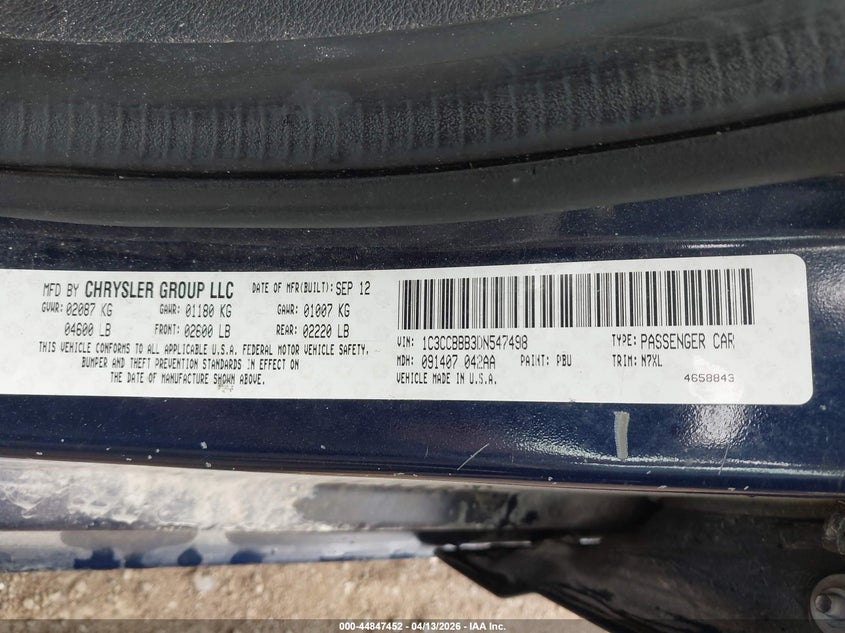 MFD BY CHRYSLER GROUP LLC DATE OF MFR(BUILT): SEP 12
GVWR: 02087 KG GAWR: 01180 KG GAWR: 01007 KG
04600 LB FRONT: 02600 LB REAR: 02220 LB
THIS VEHICLE CONFORMS TO ALL APPLICABLE U.S.A. FEDERAL MOTOR VEHICLE SAFETY,
BUMPER AND THEFT PREVENTION STANDARDS IN EFFECT ON
THE DATE OF MANUFACTURE SHOWN ABOVE.
VIN: 1C3CCBBB3DN547498 TYPE: PASSENGER CAR
MDH: 091407 042AA PAINT: PBU TRIM: N7XL
VEHICLE MADE IN U.S.A. 4658843
000-44847452 | 04/13/2026 | IAA Inc.